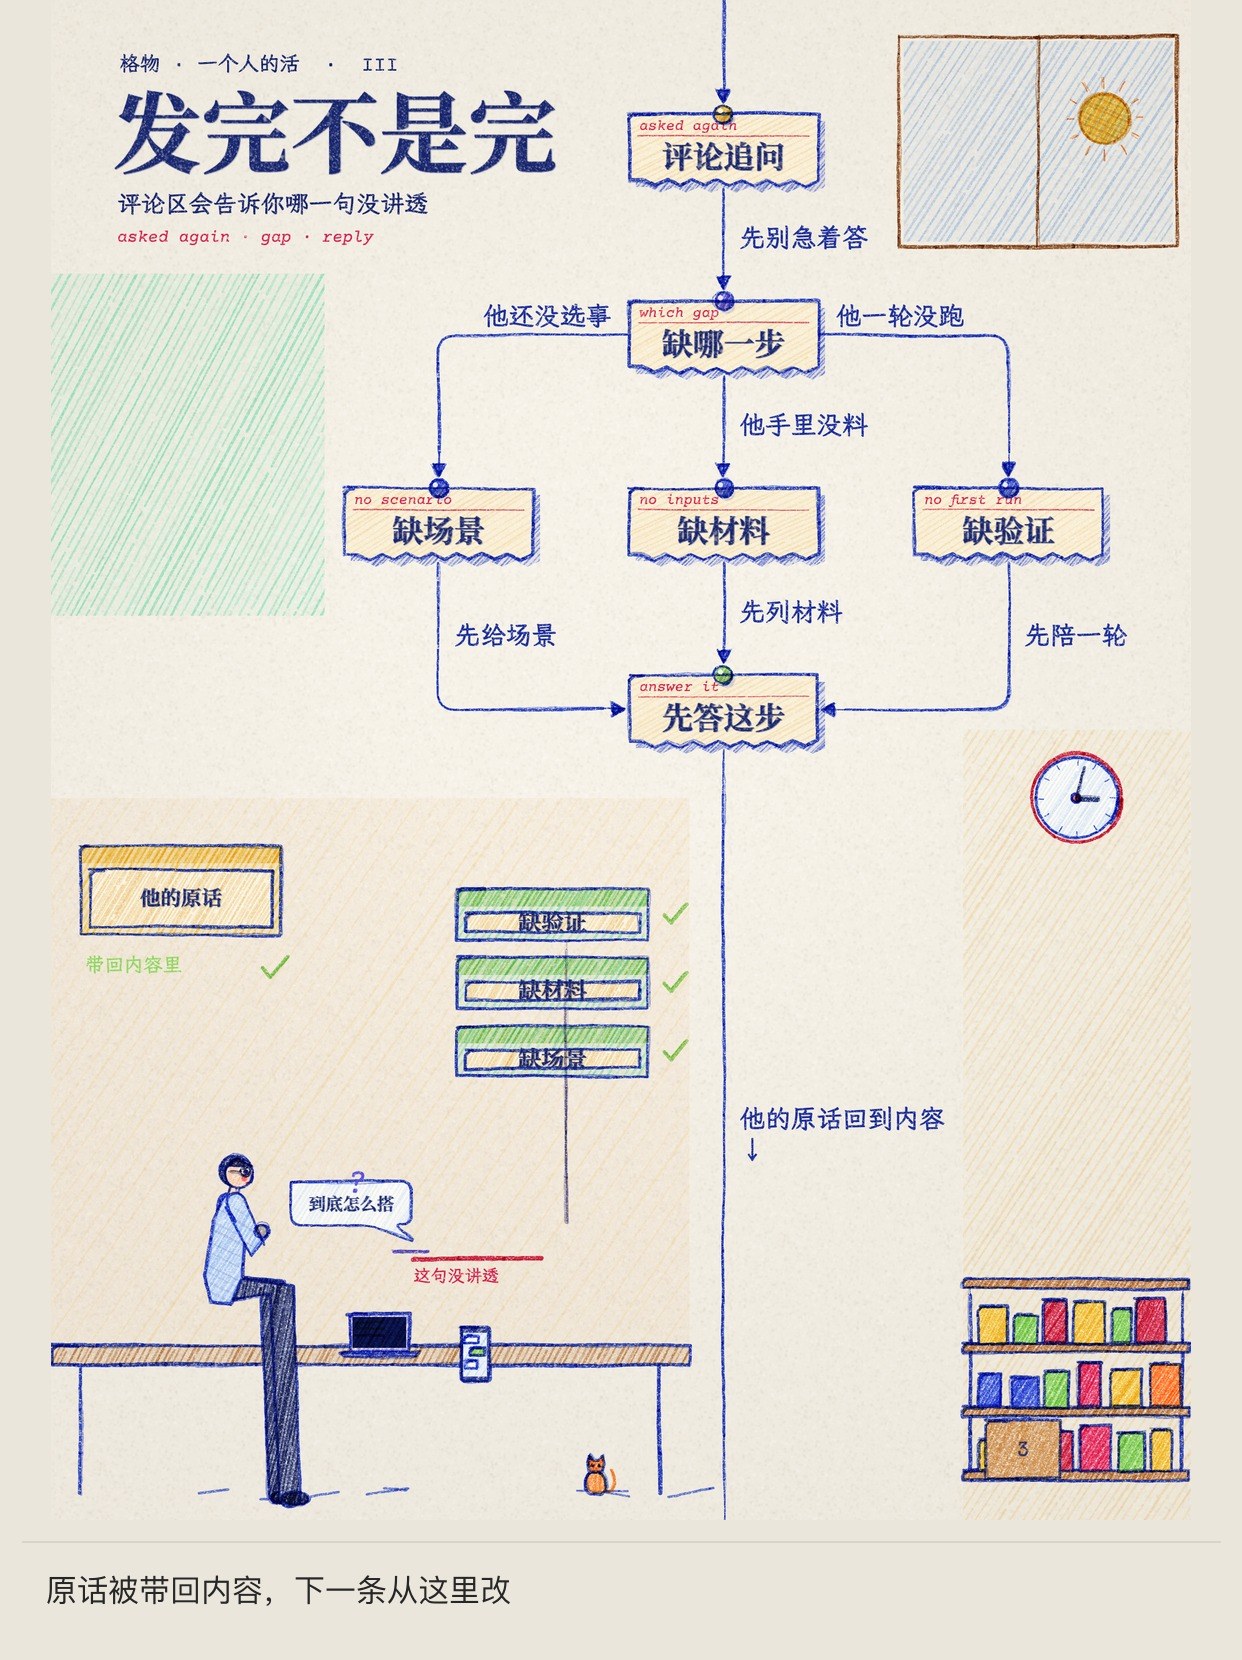 格物 · 一个人的活 · III
发完不是完
评论区会告诉你哪一句没讲透
asked again · gap · reply
asked again
评论追问
先别急着答
他还没选事
which gap
缺哪一步
他一轮没跑
他手里没料
no scenario
缺场景
no inputs
缺材料
no first run
缺验证
先给场景
先列材料
先陪一轮
answer it
先答这步
他的原话
带回内容里
缺验证
缺材料
缺场景
他的原话回到内容
↓
?
到底怎么搭
这句没讲透
3
原话被带回内容，下一条从这里改